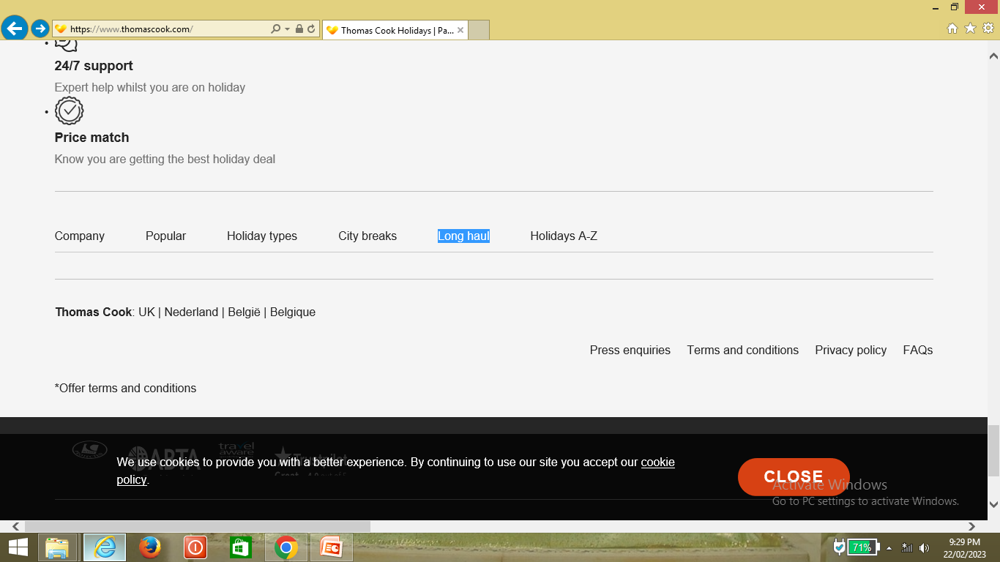 https://www.thomascook.com/
Thomas Cook Holidays | Pa...
24/7 support
Expert help whilst you are on holiday
Price match
Know you are getting the best holiday deal
Company Popular Holiday types City breaks Long haul Holidays A-Z
Thomas Cook: UK | Nederland | België | Belgique
Press enquiries Terms and conditions Privacy policy FAQs
*Offer terms and conditions
ABTA
travel
aware
Trustpilot
We use cookies to provide you with a better experience. By continuing to use our site you accept our cookie
policy.
CLOSE
Activate Windows
Go to PC settings to activate Windows.
71%
9:29 PM
22/02/2023